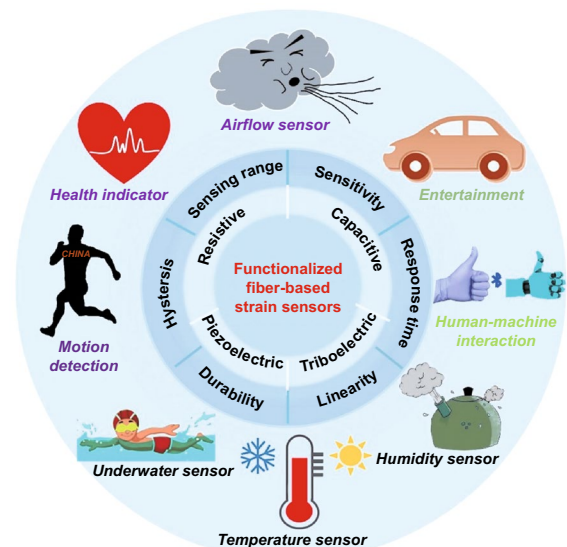 Airflow sensor
Health indicator
Entertainment
Sensing range
Sensitivity
Resistive
Capacitive
CHINA
Hystersis
Response time
Functionalized
fiber-based
strain sensors
Motion
detection
Human-machine
interaction
Piezoelectric
Triboelectric
Durability
Linearity
Underwater sensor
Humidity sensor
Temperature sensor